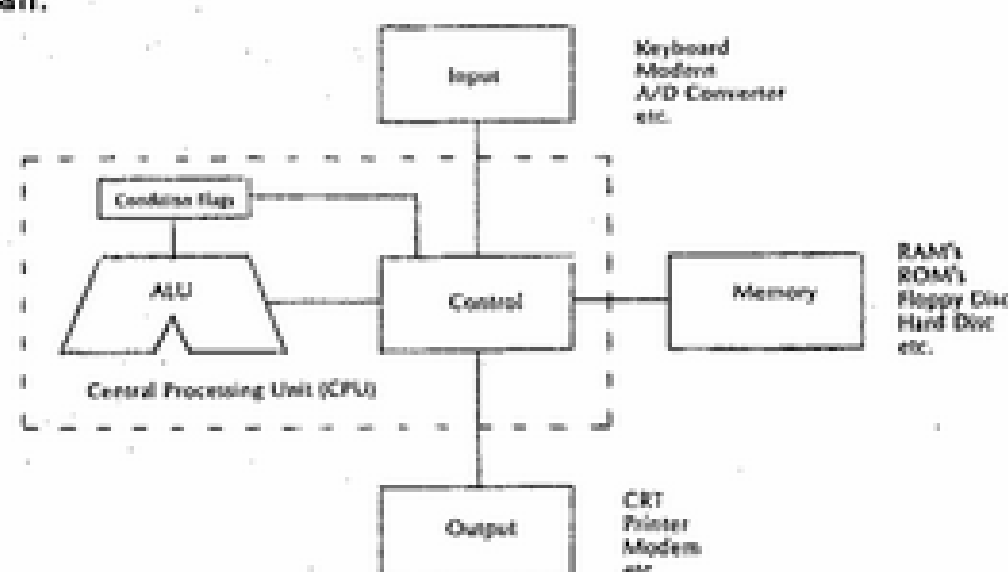 Input
Keyboard
Modem
A/D Converter
etc.
Condition Flags
ALU
Control
Memory
RAM's
ROM's
Floppy Disc
Hard Disc
etc.
Central Processing Unit (CPU)
Output
CRT
Printer
Modem
etc